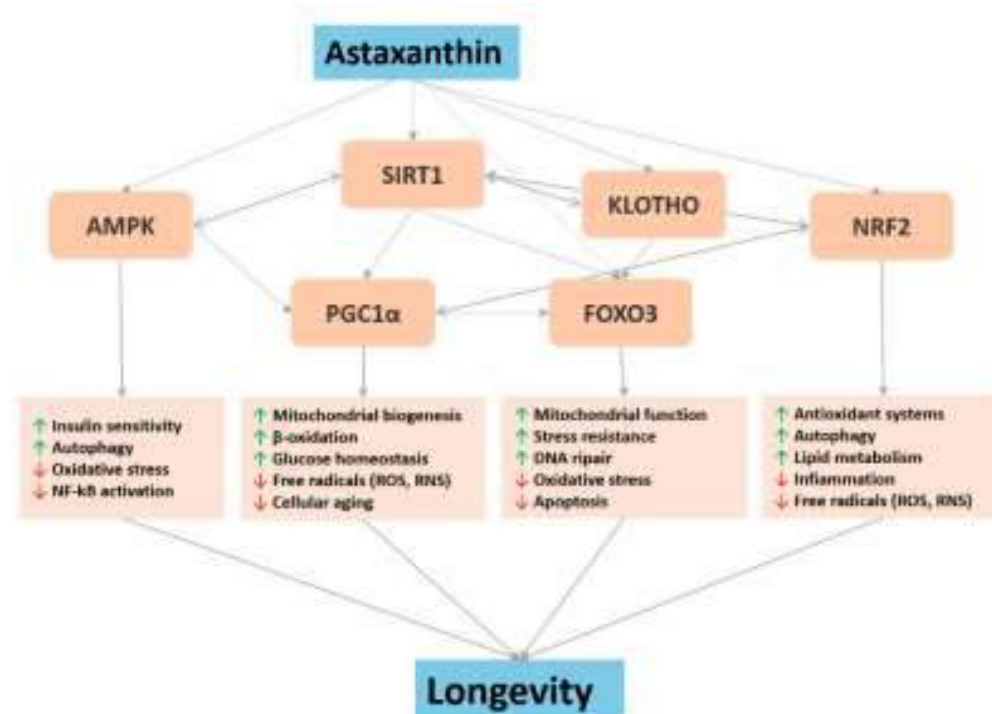 Astaxanthin
SIRT1
KLOTHO
AMPK
NRF2
PGC1α
FOXO3
↑ Insulin sensitivity
↑ Autophagy
↓ Oxidative stress
↓ NF-kB activation
↑ Mitochondrial biogenesis
↑ β-oxidation
↑ Glucose homeostasis
↓ Free radicals (ROS, RNS)
↓ Cellular aging
↑ Mitochondrial function
↑ Stress resistance
↑ DNA ripair
↓ Oxidative stress
↓ Apoptosis
↑ Antioxidant systems
↑ Autophagy
↑ Lipid metabolism
↓ Inflammation
↓ Free radicals (ROS, RNS)
Longevity